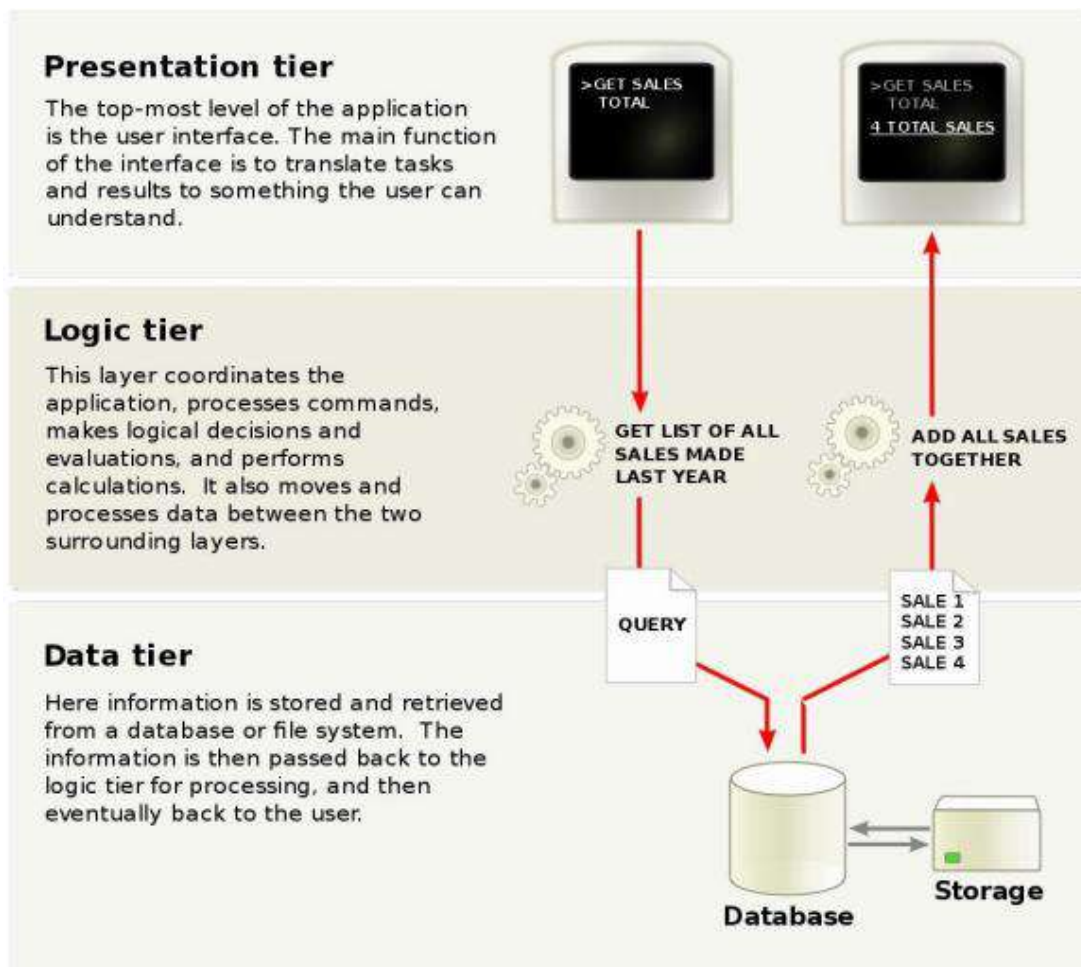 Presentation tier
The top-most level of the application
is the user interface. The main function
of the interface is to translate tasks
and results to something the user can
understand.
>GET SALES
TOTAL
>GET SALES
TOTAL
4 TOTAL SALES
Logic tier
This layer coordinates the
application, processes commands,
makes logical decisions and
evaluations, and performs
calculations.  It also moves and
processes data between the two
surrounding layers.
GET LIST OF ALL
SALES MADE
LAST YEAR
ADD ALL SALES
TOGETHER
Data tier
Here information is stored and retrieved
from a database or file system.  The
information is then passed back to the
logic tier for processing, and then
eventually back to the user.
QUERY
SALE 1
SALE 2
SALE 3
SALE 4
Database
Storage